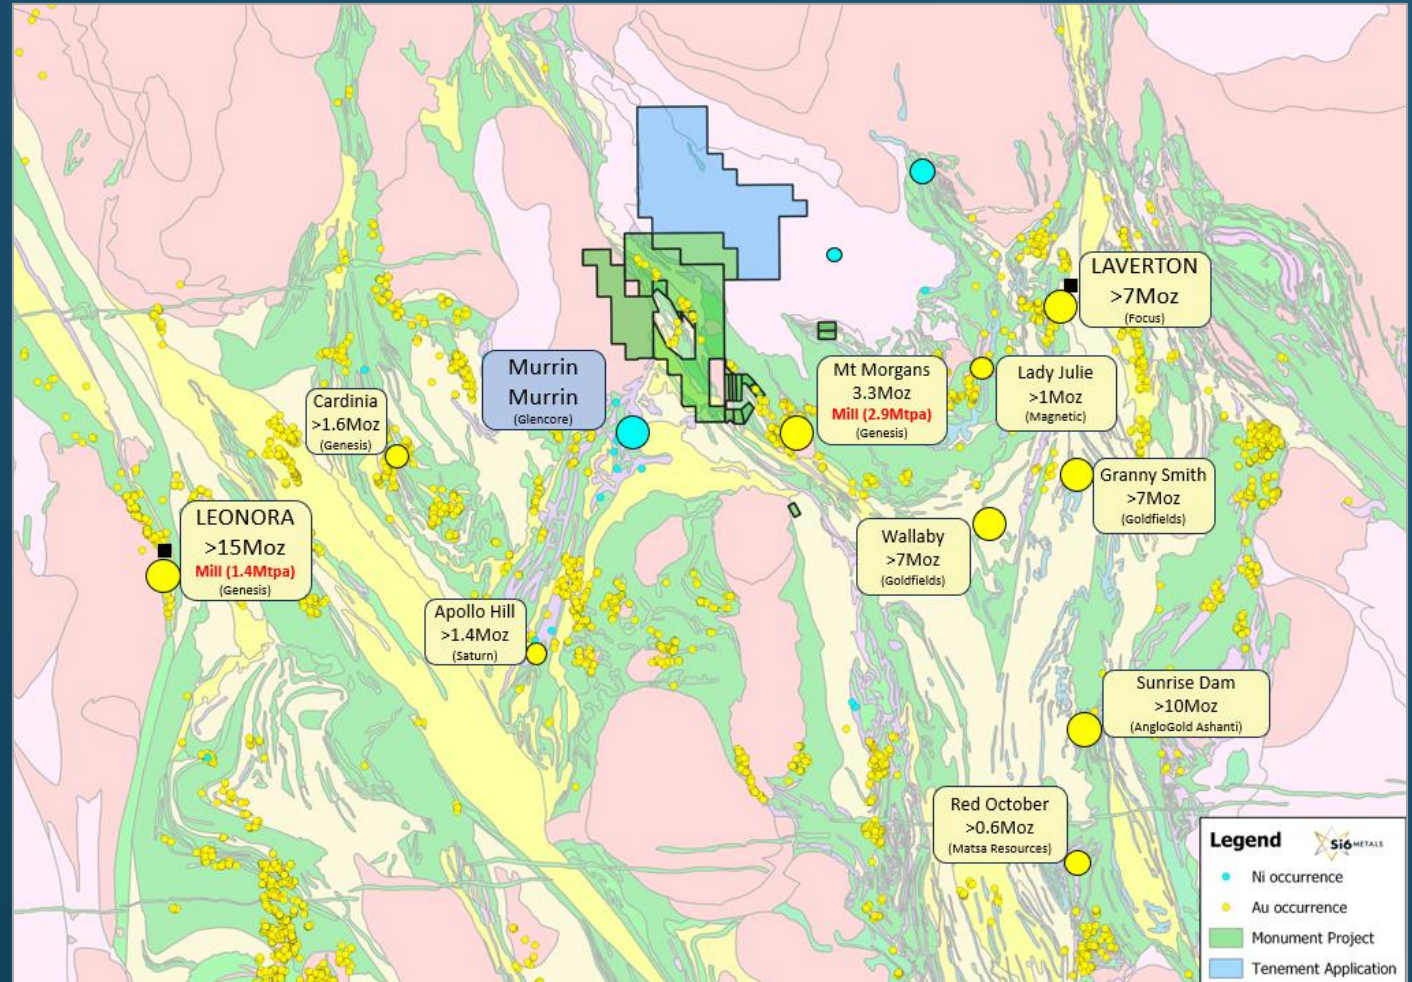 LAVERTON
>7Moz
(Focus)
Murrin
Murrin
(Glencore)
Mt Morgans
3.3Moz
Mill (2.9Mtpa)
(Genesis)
Lady Julie
>1Moz
(Magnetic)
Cardinia
>1.6Moz
(Genesis)
Granny Smith
>7Moz
(Goldfields)
LEONORA
>15Moz
Mill (1.4Mtpa)
(Genesis)
Wallaby
>7Moz
(Goldfields)
Apollo Hill
>1.4Moz
(Saturn)
Sunrise Dam
>10Moz
(AngloGold Ashanti)
Red October
>0.6Moz
(Matsa Resources)
Legend
Si6 METALS
Ni occurrence
Au occurrence
Monument Project
Tenement Application